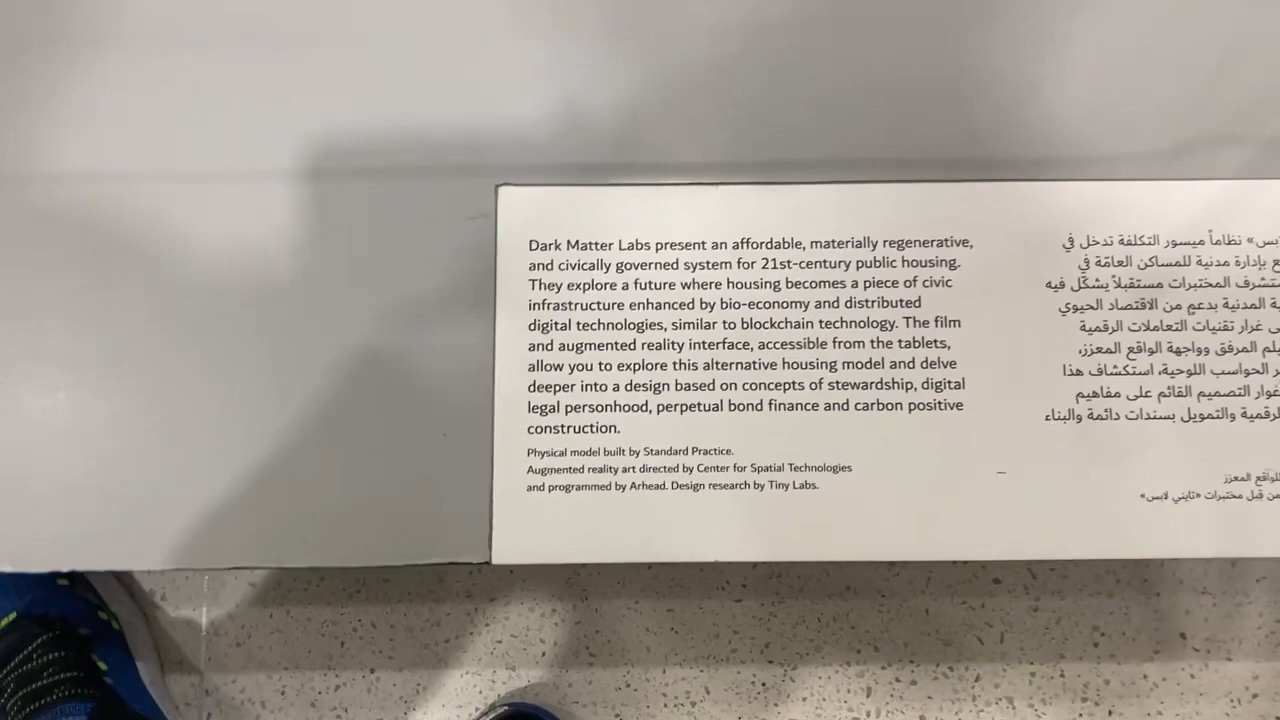 Dark Matter Labs present an affordable, materially regenerative,
and civically governed system for 21st-century public housing.
They explore a future where housing becomes a piece of civic
infrastructure enhanced by bio-economy and distributed
digital technologies, similar to blockchain technology. The film
and augmented reality interface, accessible from the tablets,
allow you to explore this alternative housing model and delve
deeper into a design based on concepts of stewardship, digital
legal personhood, perpetual bond finance and carbon positive
construction.
Physical model built by Standard Practice.
Augmented reality art directed by Center for Spatial Technologies
and programmed by Arhead. Design research by Tiny Labs.
نظاماً ميسور التكلفة تدخل في
بإدارة مدنية للمساكن العامّة في
المختبرات مستقبلاً يشكّل فيه
المدنية بدعمٍ من الاقتصاد الحيوي
غرار تقنيات التعاملات الرقمية
المرفق وواجهة الواقع المعزز،
الحواسب اللوحية، استكشاف هذا
التصميم القائم على مفاهيم
والتمويل بسندات دائمة والبناء
للواقع المعزز
من قِبل مختبرات «تايني لابس»